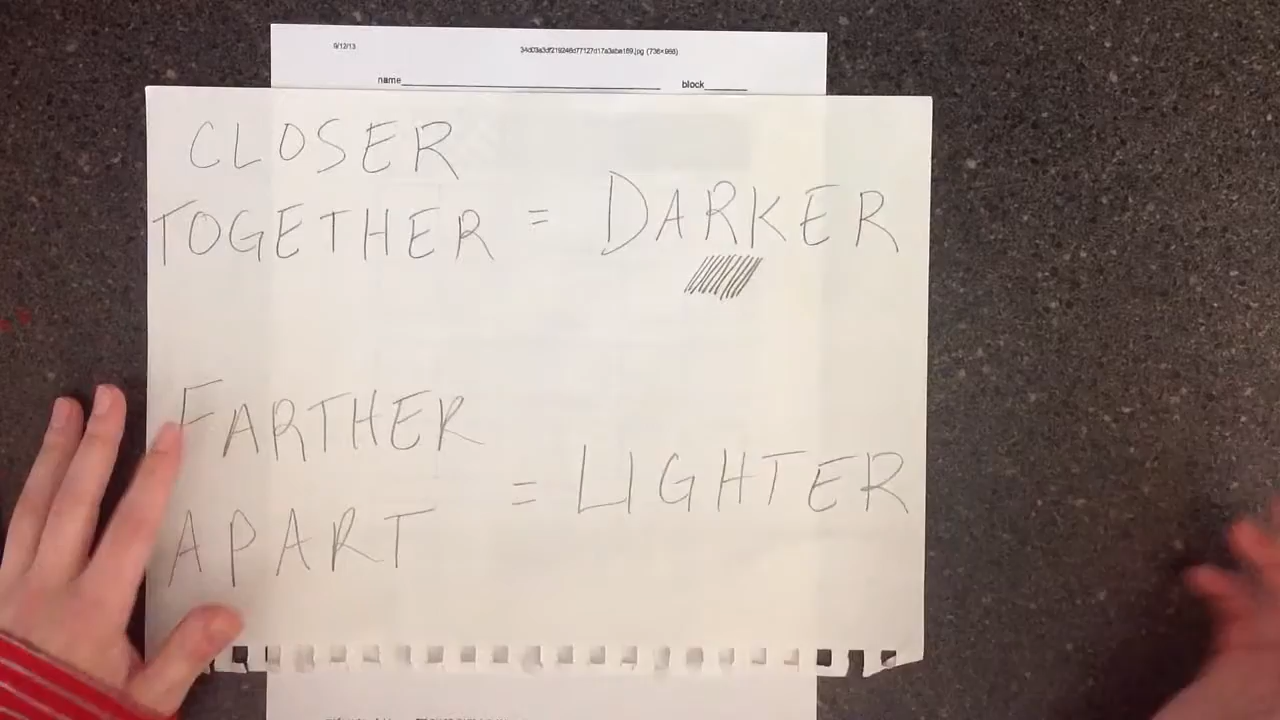 9/12/13
name
block
CLOSER
TOGETHER = DARKER
FARTHER
APART = LIGHTER